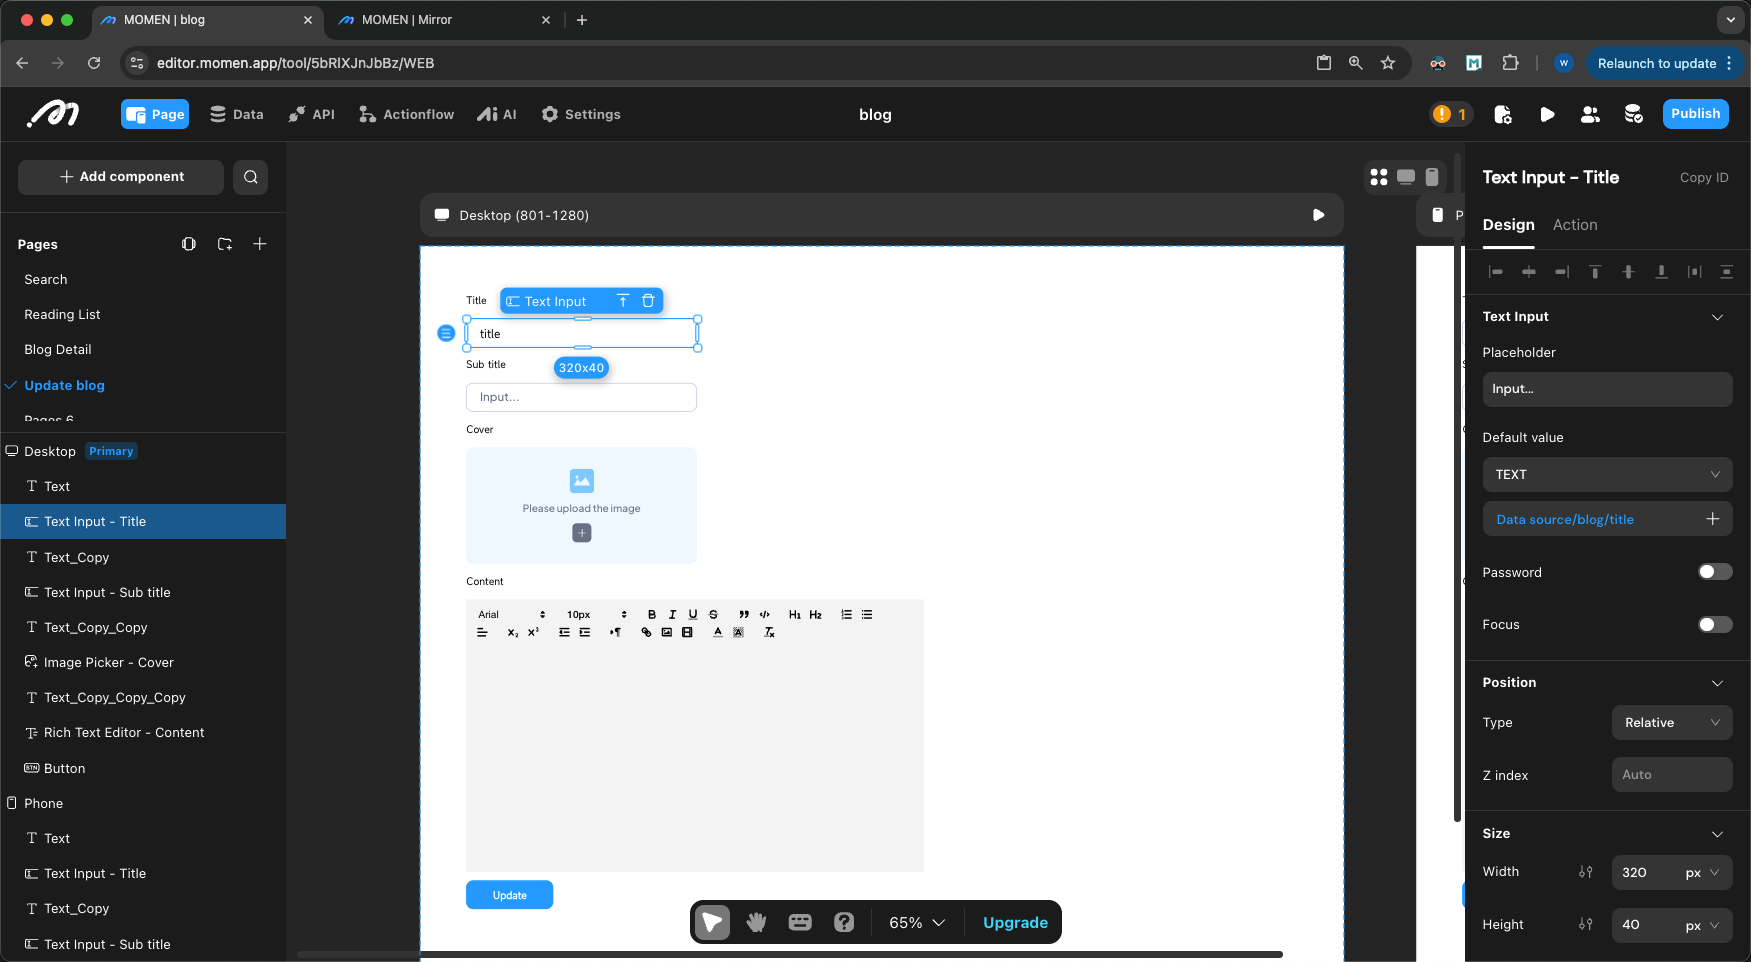 MOMEN | blog
MOMEN | Mirror
editor.momen.app/tool/5bRlXJnJbBz/WEB
W
Relaunch to update
Page
Data
API
Actionflow
AI
Settings
blog
1
Publish
Add component
Pages
Search
Reading List
Blog Detail
Update blog
Pages 6
Desktop Primary
Text
Text Input - Title
Text_Copy
Text Input - Sub title
Text_Copy_Copy
Image Picker - Cover
Text_Copy_Copy_Copy
Rich Text Editor - Content
BTN Button
Phone
Text
Text Input - Title
Text_Copy
Text Input - Sub title
Desktop (801-1280)
P
Title
Text Input
title
Sub title
320x40
Input...
Cover
Please upload the image
Content
Arial 10px B I U S H1 H2
Update
65%
Upgrade
Text Input - Title
Copy ID
Design Action
Text Input
Placeholder
Input...
Default value
TEXT
Data source/blog/title
Password
Focus
Position
Type Relative
Z index Auto
Size
Width 320 px
Height 40 px